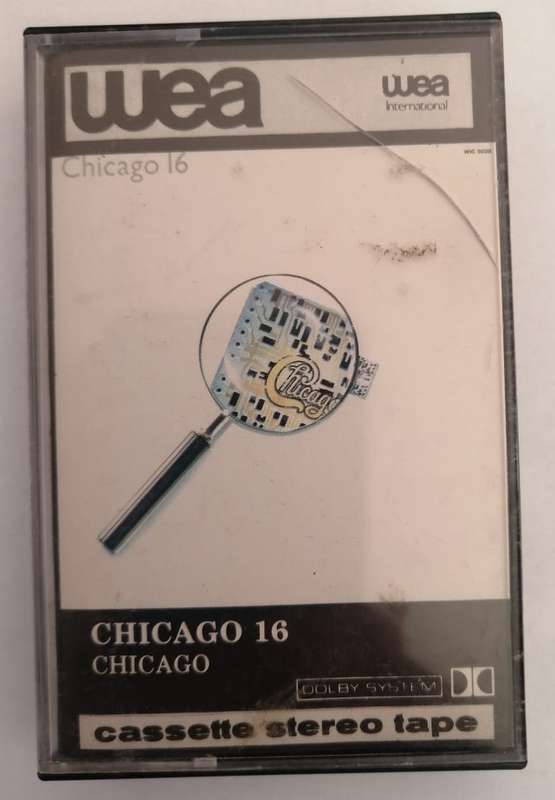 wea
wea
International
Chicago 16
Chicago
CHICAGO 16
CHICAGO
DOLBY SYSTEM
cassette stereo tape